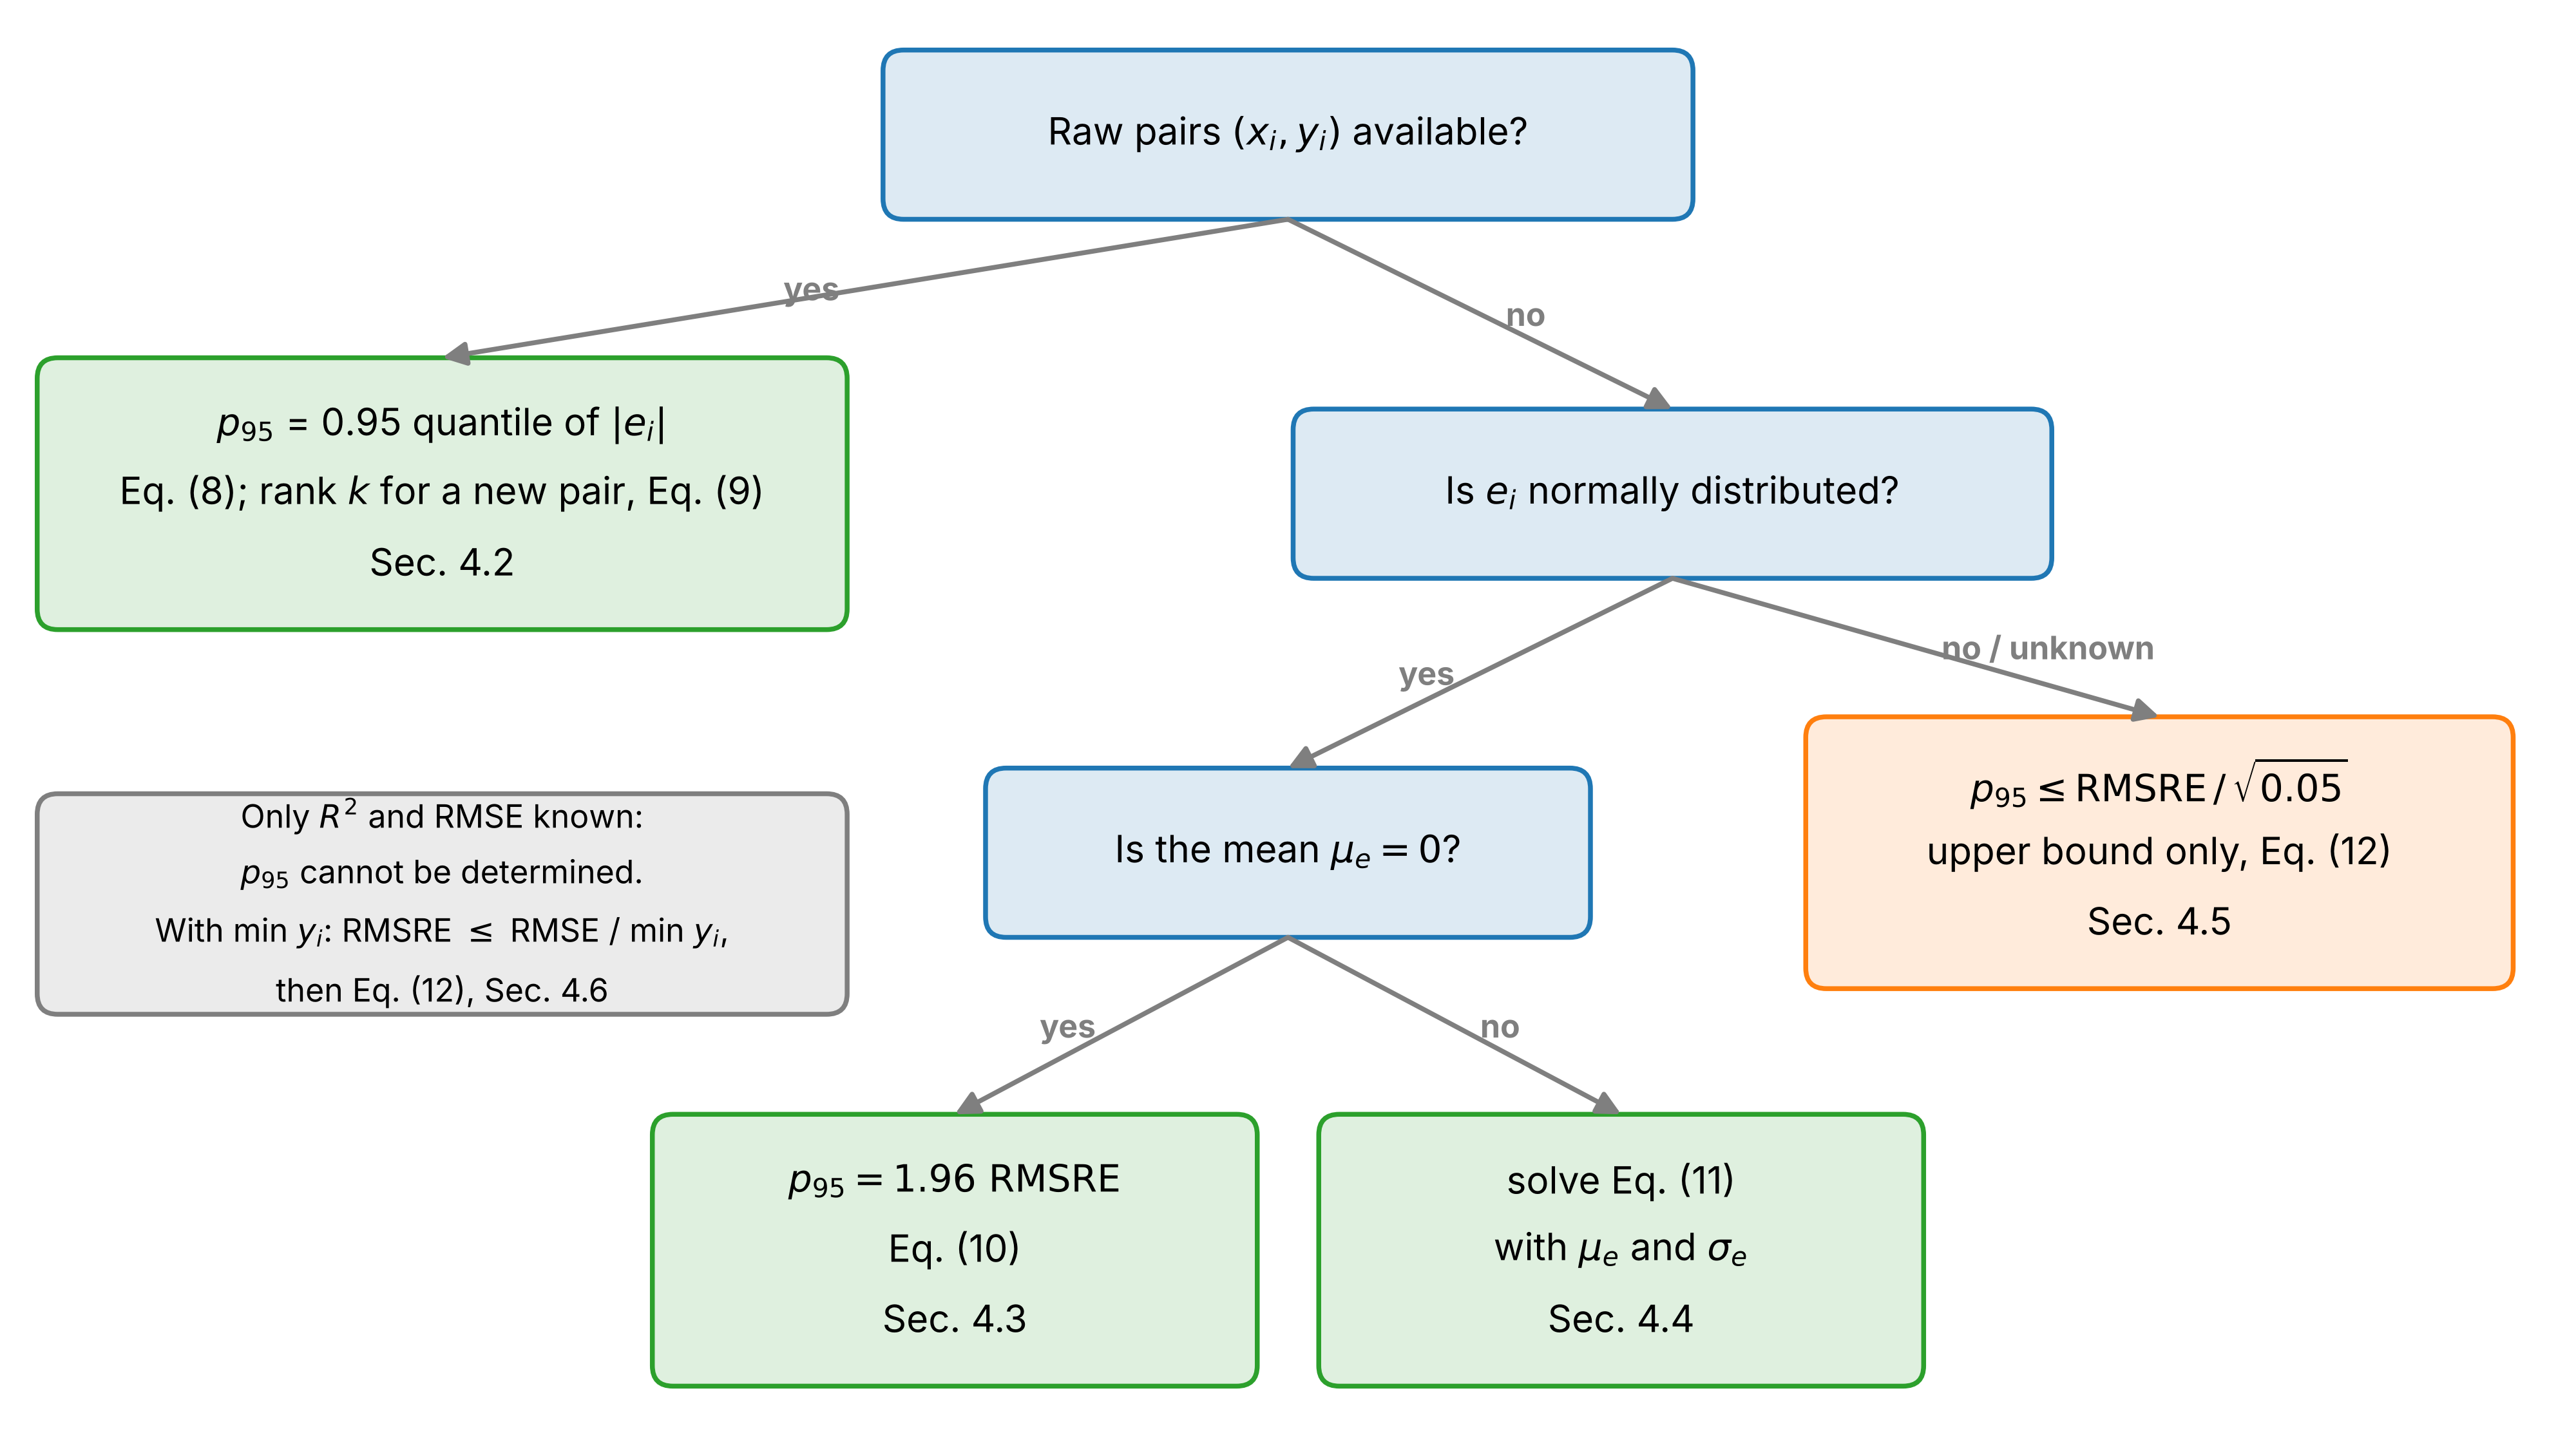 Raw pairs (xᵢ, yᵢ) available?
yes
no
p₉₅ = 0.95 quantile of |eᵢ|
Eq. (8); rank k for a new pair, Eq. (9)
Sec. 4.2
Is eᵢ normally distributed?
yes
no / unknown
Only R² and RMSE known:
p₉₅ cannot be determined.
With min yᵢ: RMSRE ≤ RMSE / min yᵢ,
then Eq. (12), Sec. 4.6
Is the mean μₑ = 0?
p₉₅ ≤ RMSRE / √0.05
upper bound only, Eq. (12)
Sec. 4.5
yes
no
p₉₅ = 1.96 RMSRE
Eq. (10)
Sec. 4.3
solve Eq. (11)
with μₑ and σₑ
Sec. 4.4